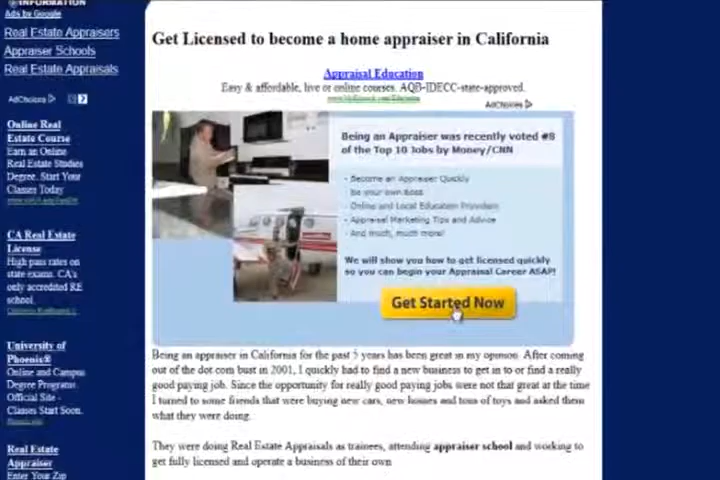 INFORMATION
Ads by Google
Real Estate Appraisers
Appraiser Schools
Real Estate Appraisals
AdChoices
Online Real
Estate Course
Earn an Online
Real Estate Studies
Degree. Start Your
Classes Today
CA Real Estate
License
High pass rates on
state exams. CA's
only accredited RE
school.
University of
Phoenix®
Online and Campus
Degree Programs.
Official Site -
Classes Start Soon.
Real Estate
Appraiser
Enter Your Zip
Get Licensed to become a home appraiser in California
Appraisal Education
Easy & affordable, live or online courses. AQB-IDECC-state-approved.
AdChoices
Being an Appraiser was recently voted #8
of the Top 10 Jobs by Money/CNN
- Become an Appraiser Quickly
- Be your own Boss
- Online and Local Education Providers
- Appraisal Marketing Tips and Advice
- And much, much more!
We will show you how to get licensed quickly
so you can begin your Appraisal Career ASAP!
Get Started Now
Being an appraiser in California for the past 5 years has been great in my opinion. After coming
out of the dot com bust in 2001, I quickly had to find a new business to get in to or find a really
good paying job. Since the opportunity for really good paying jobs were not that great at the time
I turned to some friends that were buying new cars, new houses and tons of toys and asked them
what they were doing.
They were doing Real Estate Appraisals as trainees, attending appraiser school and working to
get fully licensed and operate a business of their own